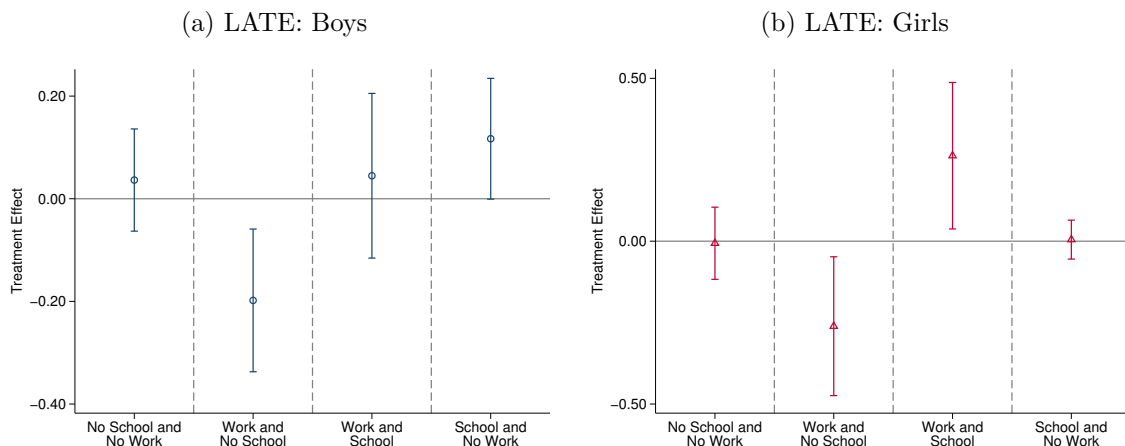 (a) LATE: Boys
Treatment Effect
0.20
0.00
−0.20
−0.40
No School and
No Work
Work and
No School
Work and
School
School and
No Work
(b) LATE: Girls
Treatment Effect
0.50
0.00
−0.50
No School and
No Work
Work and
No School
Work and
School
School and
No Work